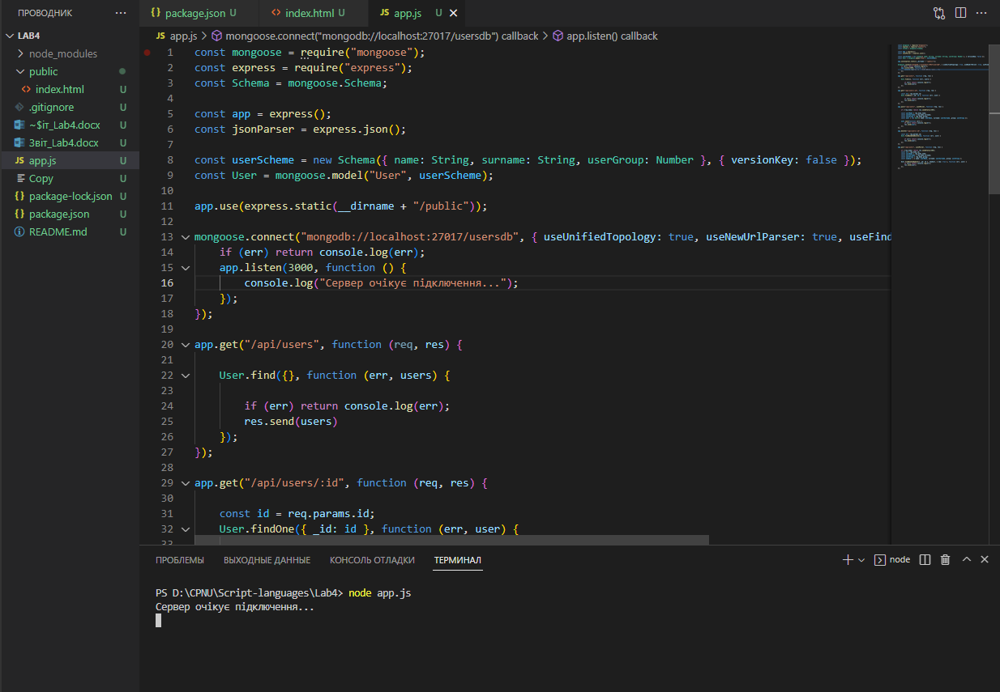 ПРОВОДНИК ···
LAB4
node_modules
public
index.html U
.gitignore U
~$іт_Lab4.docx U
Звіт_Lab4.docx U
JS app.js U
Copy U
{} package-lock.json U
{} package.json U
README.md U
{} package.json U
<> index.html U
JS app.js U
JS app.js > mongoose.connect("mongodb://localhost:27017/usersdb") callback > app.listen() callback
1 const mongoose = require("mongoose");
2 const express = require("express");
3 const Schema = mongoose.Schema;
4
5 const app = express();
6 const jsonParser = express.json();
7
8 const userScheme = new Schema({ name: String, surname: String, userGroup: Number }, { versionKey: false });
9 const User = mongoose.model("User", userScheme);
10
11 app.use(express.static(__dirname + "/public"));
12
13 mongoose.connect("mongodb://localhost:27017/usersdb", { useUnifiedTopology: true, useNewUrlParser: true, useFind
14 if (err) return console.log(err);
15 app.listen(3000, function () {
16 console.log("Сервер очікує підключення...");
17 });
18 });
19
20 app.get("/api/users", function (req, res) {
21
22 User.find({}, function (err, users) {
23
24 if (err) return console.log(err);
25 res.send(users)
26 });
27 });
28
29 app.get("/api/users/:id", function (req, res) {
30
31 const id = req.params.id;
32 User.findOne({ _id: id }, function (err, user) {
33
ПРОБЛЕМЫ ВЫХОДНЫЕ ДАННЫЕ КОНСОЛЬ ОТЛАДКИ ТЕРМИНАЛ
node
PS D:\CPNU\Script-languages\Lab4> node app.js
Сервер очікує підключення...